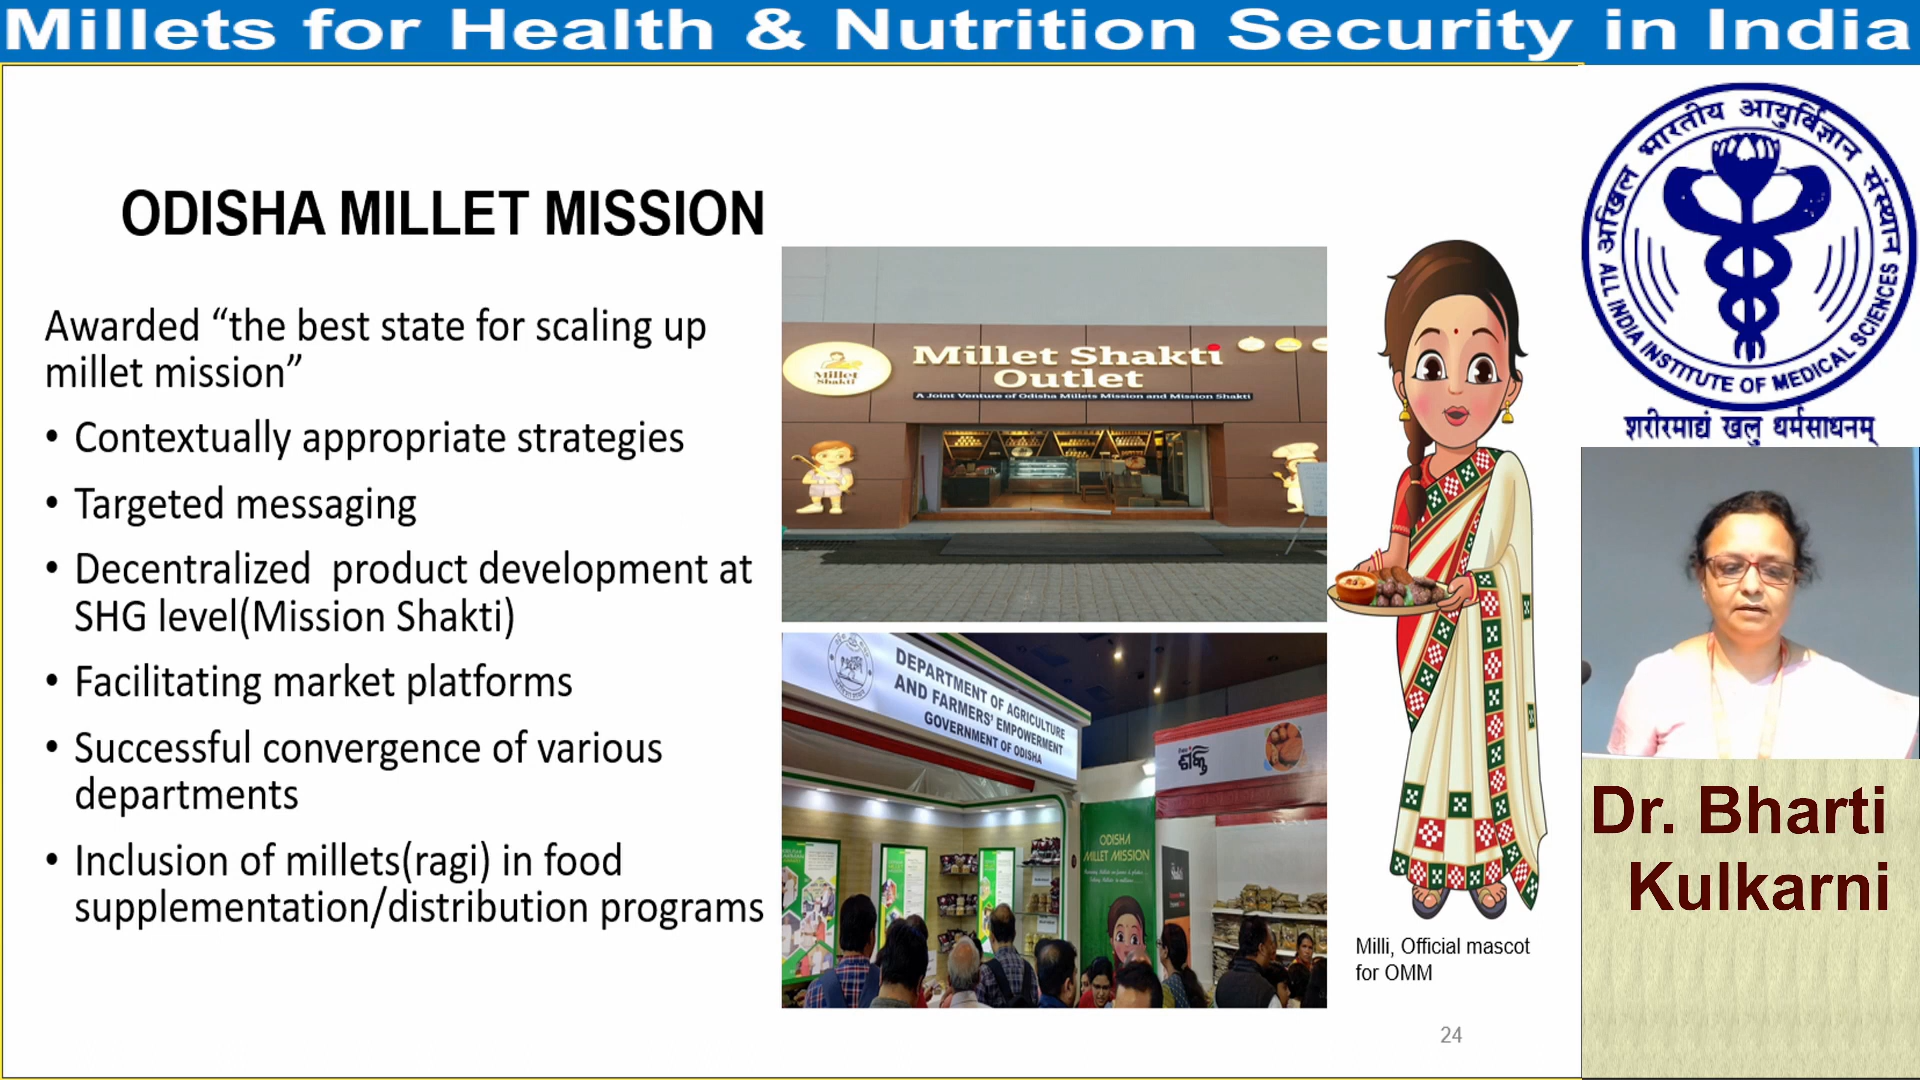 Millets for Health & Nutrition Security in India
ODISHA MILLET MISSION
Awarded “the best state for scaling up
millet mission”
• Contextually appropriate strategies
• Targeted messaging
• Decentralized product development at
SHG level(Mission Shakti)
• Facilitating market platforms
• Successful convergence of various
departments
• Inclusion of millets(ragi) in food
supplementation/distribution programs
Millet
Shakti
Millet Shakti
Outlet
A Joint Venture of Odisha Millets Mission and Mission Shakti
DEPARTMENT OF AGRICULTURE
AND FARMERS' EMPOWERMENT
GOVERNMENT OF ODISHA
ଶକ୍ତି
ODISHA
MILLET MISSION
Milli, Official mascot
for OMM
24
अखिल भारतीय आयुर्विज्ञान संस्थान
ALL INDIA INSTITUTE OF MEDICAL SCIENCES
शरीरमाद्यं खलु धर्मसाधनम्
Dr. Bharti
Kulkarni